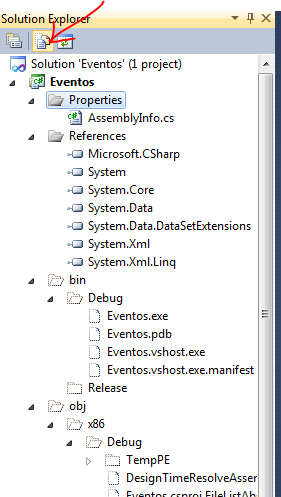 Solution Explorer
Solution 'Eventos' (1 project)
Eventos
Properties
AssemblyInfo.cs
References
Microsoft.CSharp
System
System.Core
System.Data
System.Data.DataSetExtensions
System.Xml
System.Xml.Linq
bin
Debug
Eventos.exe
Eventos.pdb
Eventos.vshost.exe
Eventos.vshost.exe.manifest
Release
obj
x86
Debug
TempPE
DesignTimeResolveAsser
Eventos.csproj.FileListAb